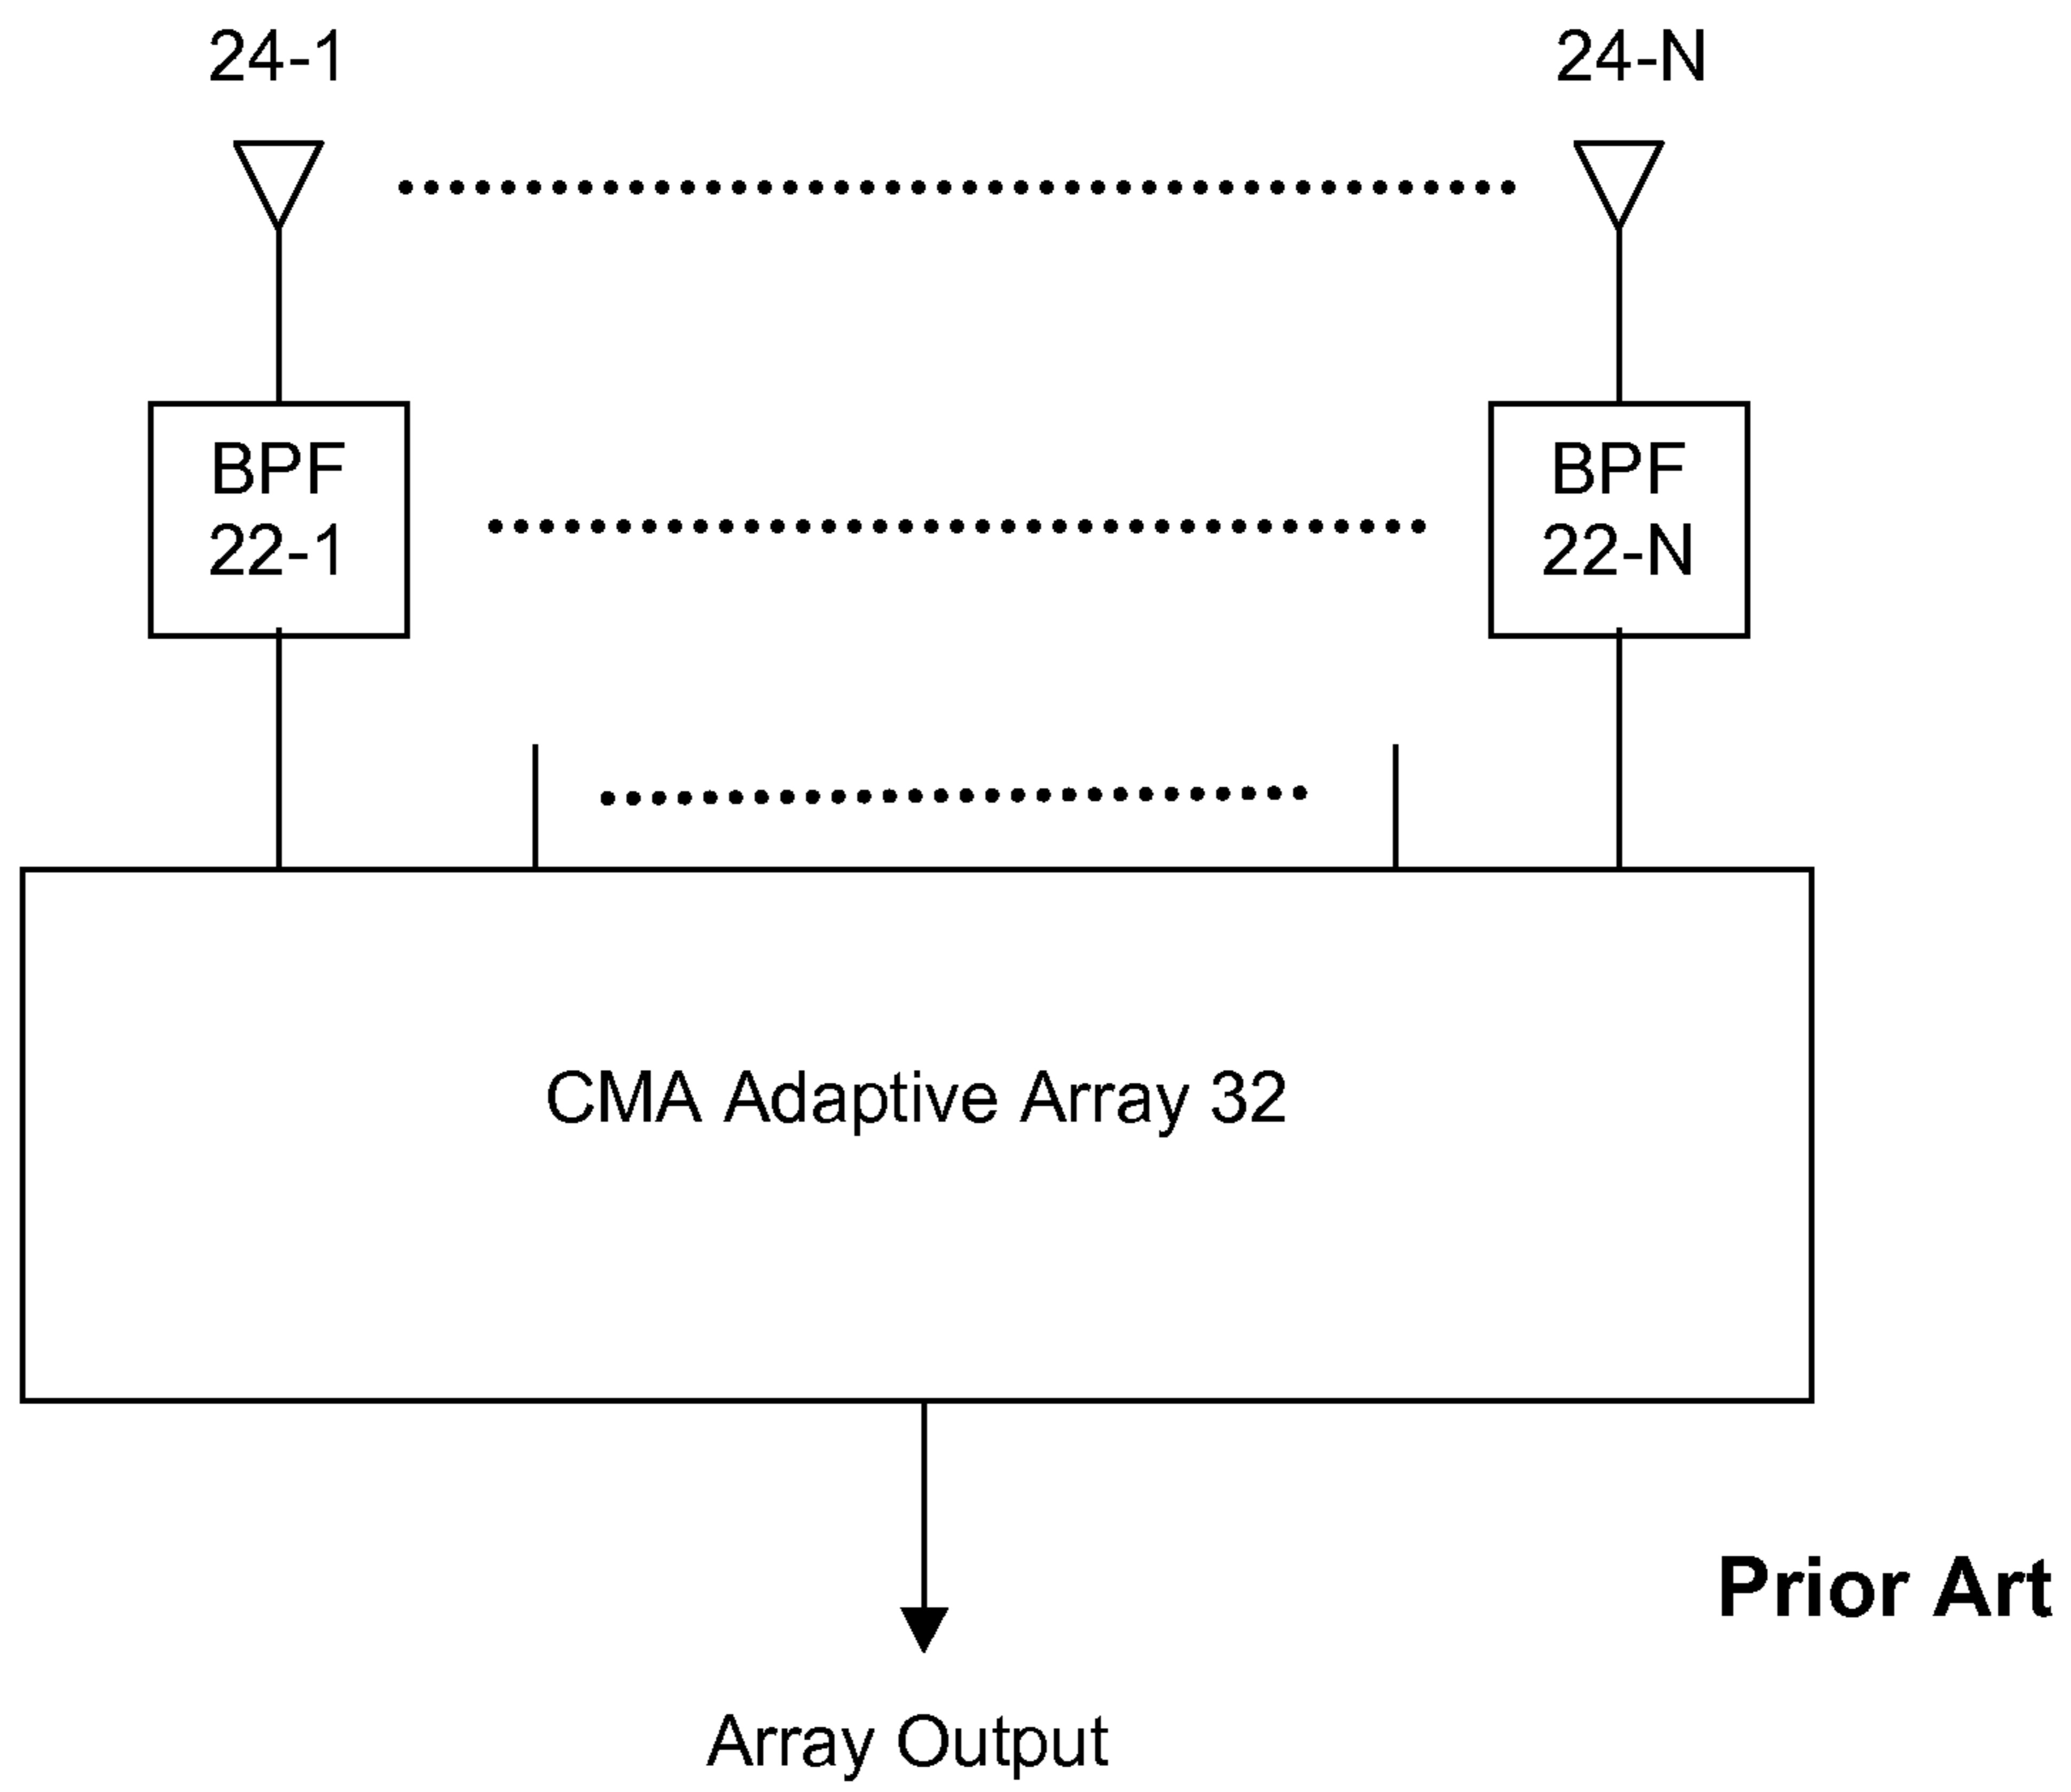 24-1
24-N
BPF
22-1
BPF
22-N
CMA Adaptive Array 32
Prior Art
Array Output